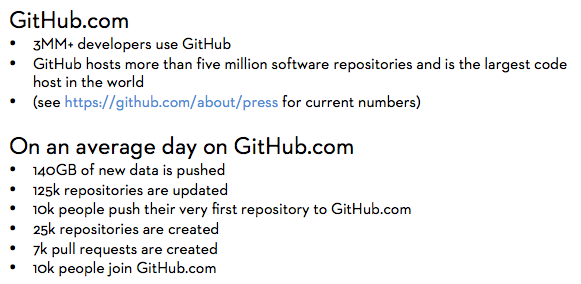 GitHub.com
• 3MM+ developers use GitHub
• GitHub hosts more than five million software repositories and is the largest code
host in the world
• (see https://github.com/about/press for current numbers)
On an average day on GitHub.com
• 140GB of new data is pushed
• 125k repositories are updated
• 10k people push their very first repository to GitHub.com
• 25k repositories are created
• 7k pull requests are created
• 10k people join GitHub.com